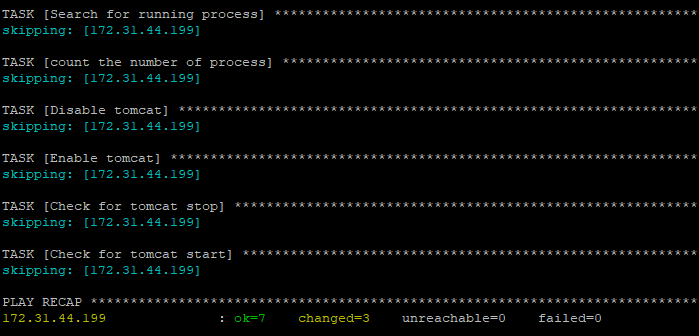 TASK [Search for running process] *****************************************************
skipping: [172.31.44.199]
TASK [count the number of process] ****************************************************
skipping: [172.31.44.199]
TASK [Disable tomcat] *****************************************************************
skipping: [172.31.44.199]
TASK [Enable tomcat] ******************************************************************
skipping: [172.31.44.199]
TASK [Check for tomcat stop] **********************************************************
skipping: [172.31.44.199]
TASK [Check for tomcat start] *********************************************************
skipping: [172.31.44.199]
PLAY RECAP ****************************************************************************
172.31.44.199              : ok=7    changed=3    unreachable=0    failed=0